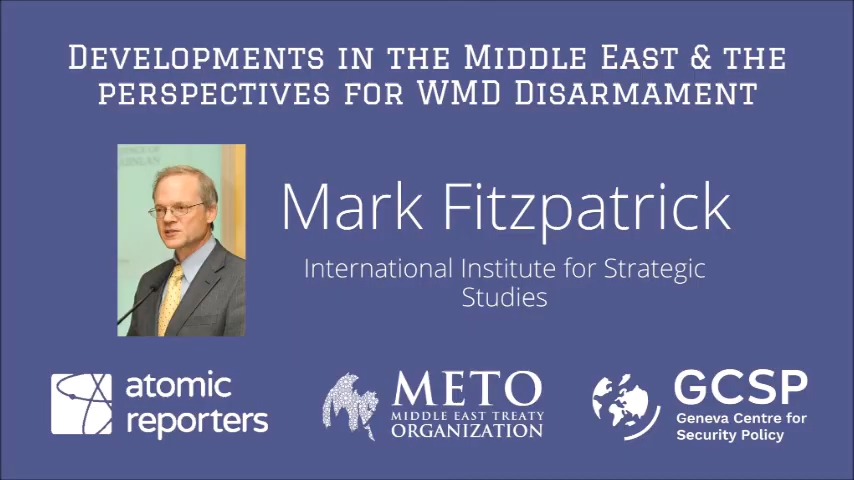 DEVELOPMENTS IN THE MIDDLE EAST & THE
PERSPECTIVES FOR WMD DISARMAMENT
Mark Fitzpatrick
International Institute for Strategic
Studies
atomic
reporters
METO
MIDDLE EAST TREATY
ORGANIZATION
GCSP
Geneva Centre for
Security Policy